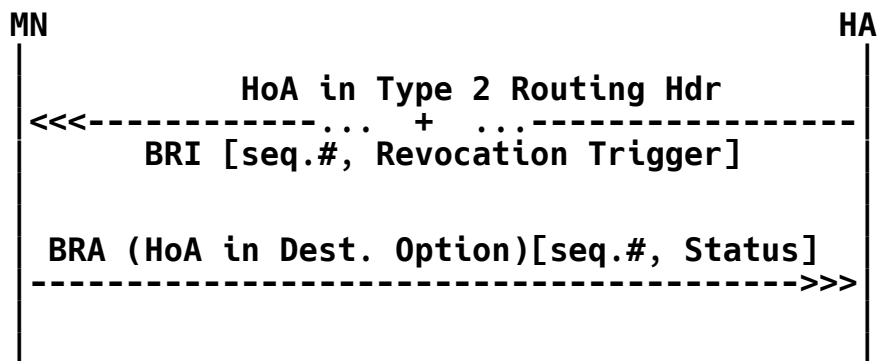 MN HA
HoA in Type 2 Routing Hdr
<<<------------... + ...-----------------
BRI [seq.#, Revocation Trigger]
BRA (HoA in Dest. Option)[seq.#, Status]
---------------------------------------->>>